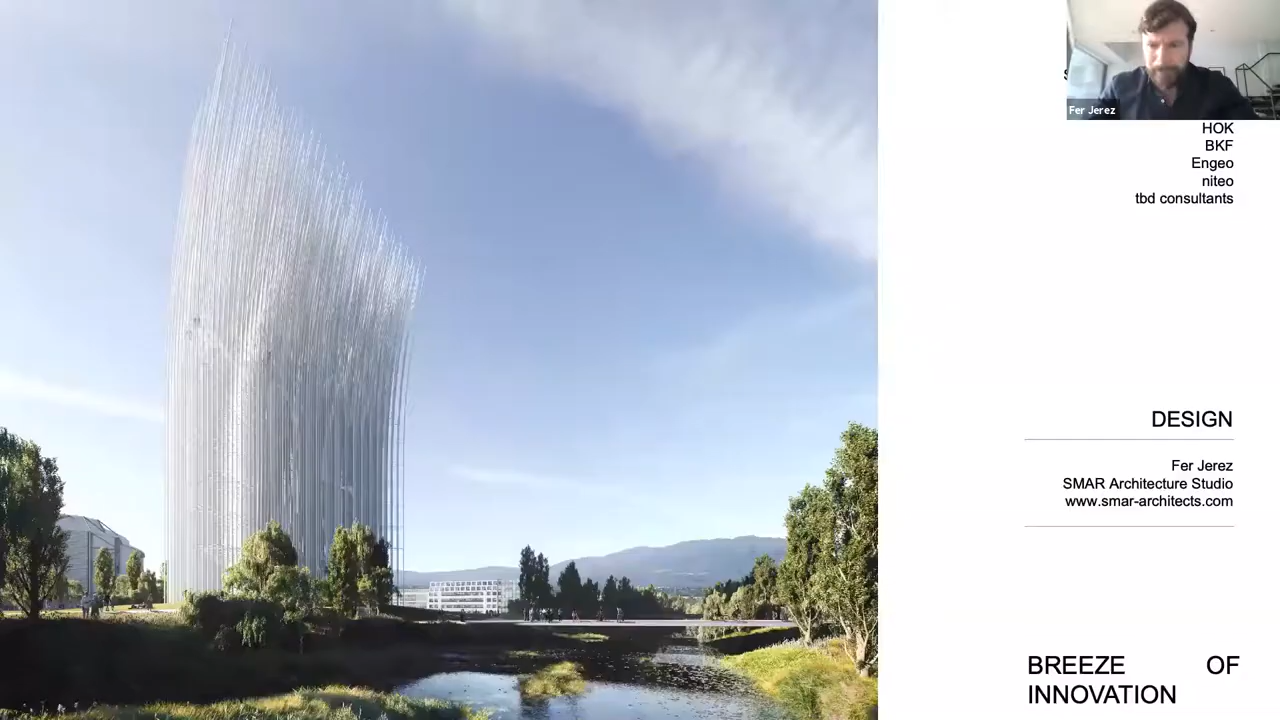 Fer Jerez
HOK
BKF
Engeo
niteo
tbd consultants
DESIGN
Fer Jerez
SMAR Architecture Studio
www.smar-architects.com
BREEZE OF
INNOVATION